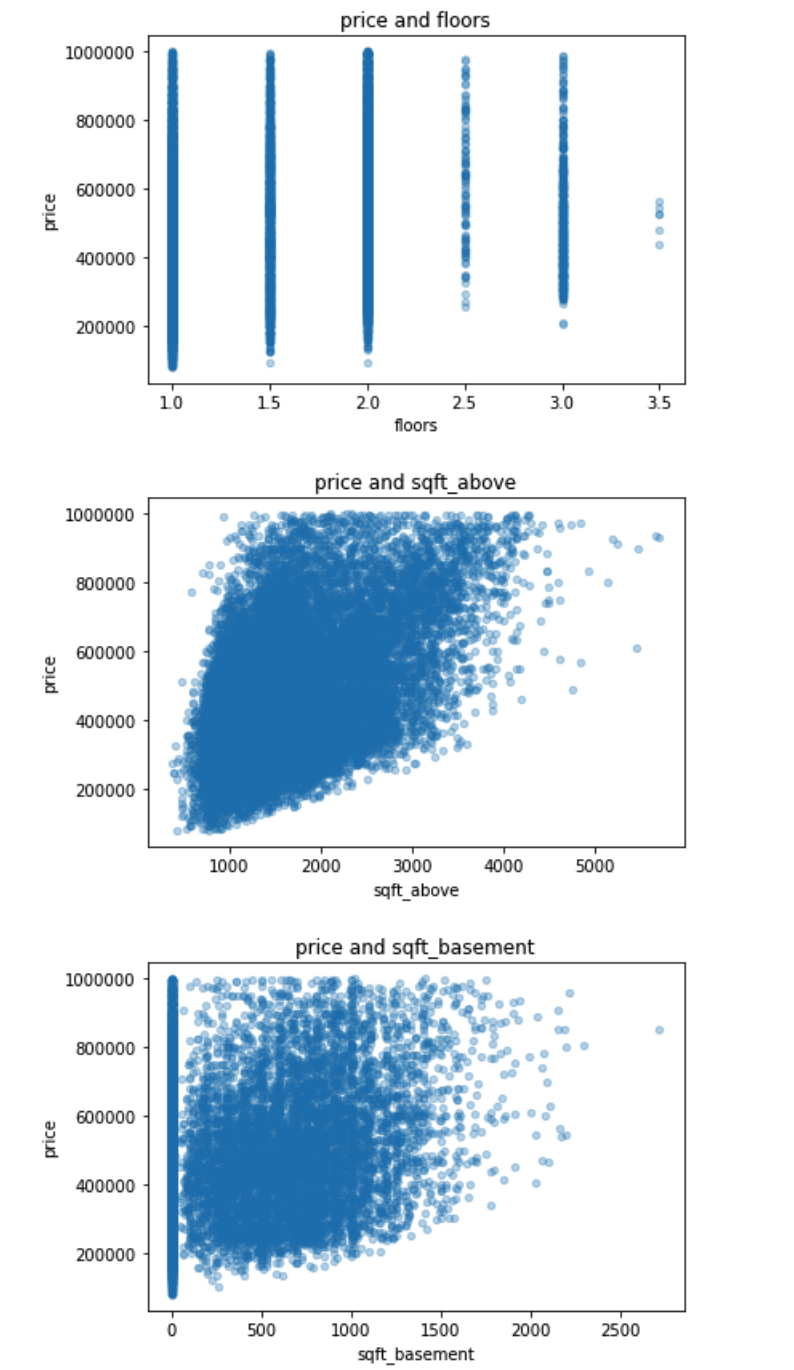 price and floors
1000000
800000
600000
400000
200000
price
1.0 1.5 2.0 2.5 3.0 3.5
floors
price and sqft_above
1000000
800000
600000
400000
200000
price
1000 2000 3000 4000 5000
sqft_above
price and sqft_basement
1000000
800000
600000
400000
200000
price
0 500 1000 1500 2000 2500
sqft_basement